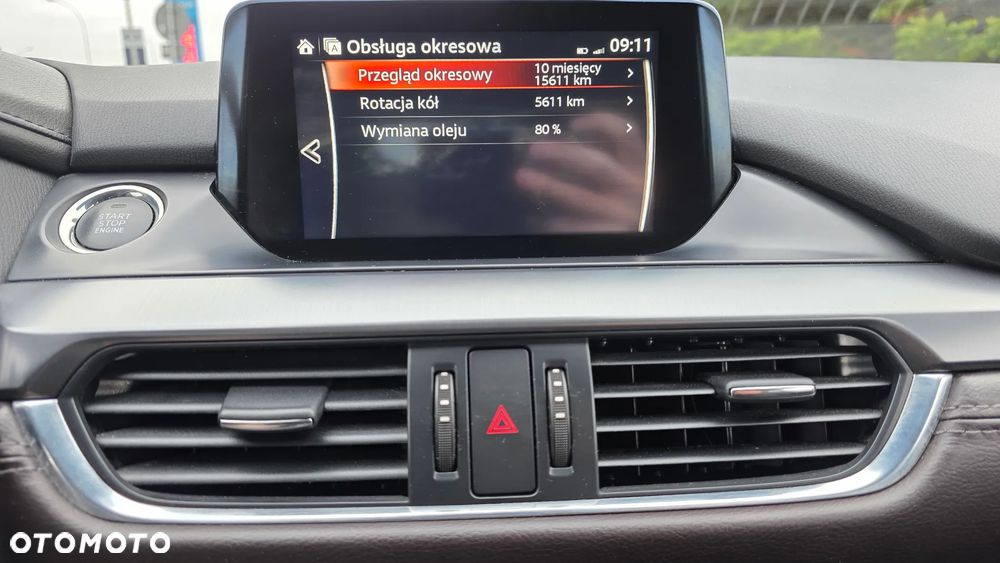 A
Obsługa okresowa
09:11
Przegląd okresowy
10 miesięcy
15611 km
Rotacja kół
5611 km
Wymiana oleju
80 %
START
STOP
ENGINE
OTOMOTO